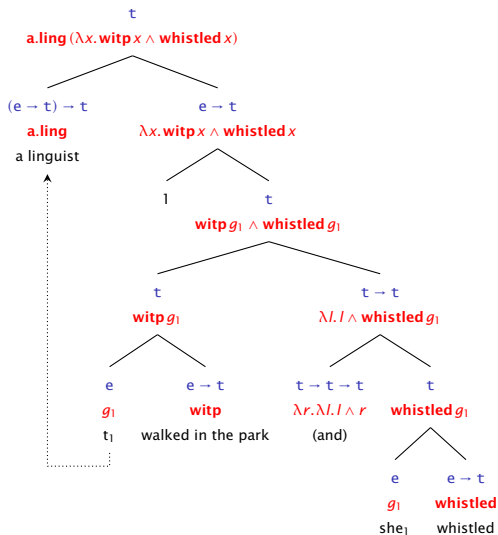 t
a.ling (λx. witp x ∧ whistled x)
(e → t) → t e → t
a.ling λx. witp x ∧ whistled x
a linguist
1 t
witp g₁ ∧ whistled g₁
t t → t
witp g₁ λl. l ∧ whistled g₁
e e → t t → t → t t
g₁ witp λr. λl. l ∧ r whistled g₁
t₁ walked in the park (and)
e e → t
g₁ whistled
she₁ whistled